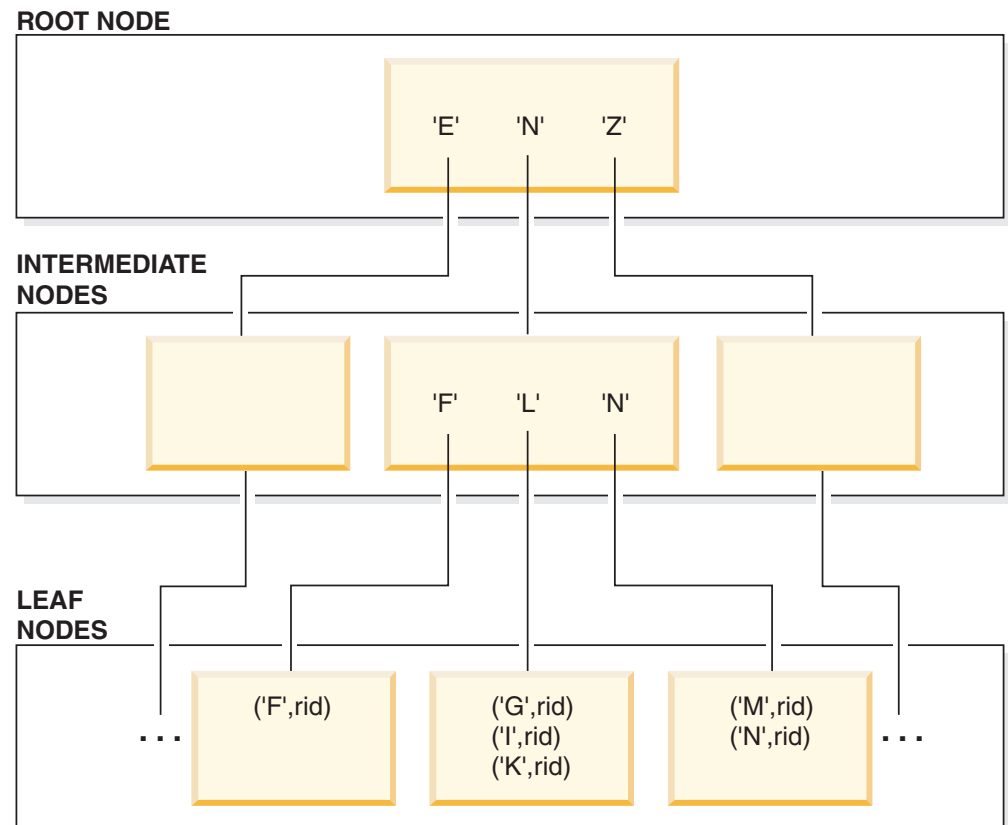 ROOT NODE
'E' 'N' 'Z'
INTERMEDIATE
NODES
'F' 'L' 'N'
LEAF
NODES
('F',rid)
('G',rid)
('I',rid)
('K',rid)
('M',rid)
('N',rid)
. . .
. . .